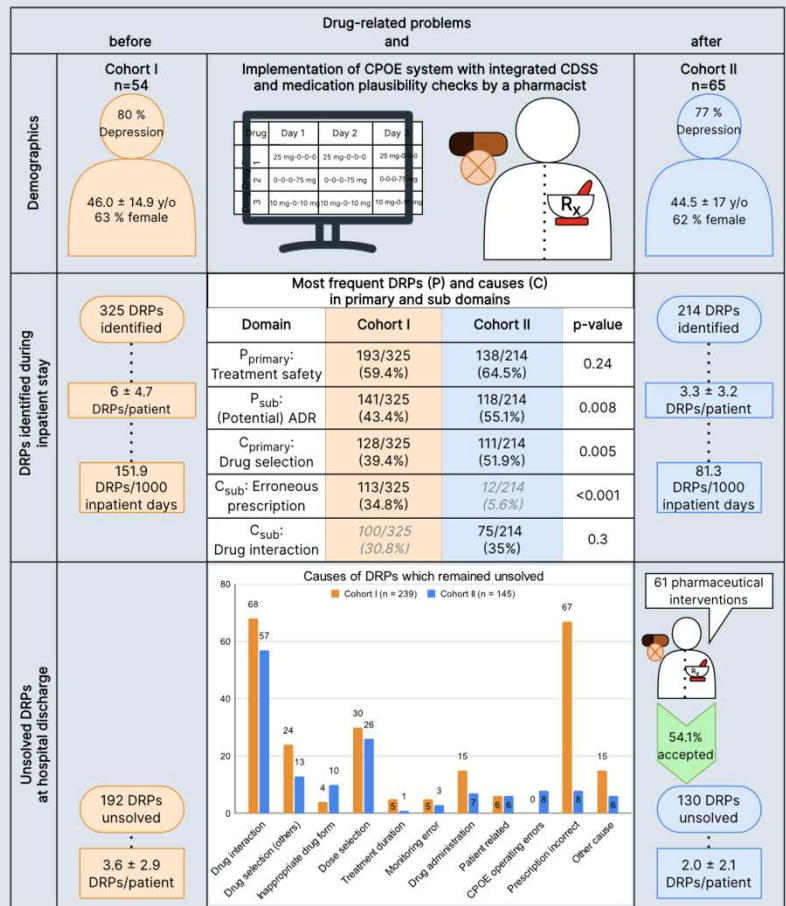 Drug-related problems
before and after
Demographics
Cohort I
n=54
80 %
Depression
46.0 ± 14.9 y/o
63 % female
Implementation of CPOE system with integrated CDSS
and medication plausibility checks by a pharmacist
Drug Day 1 Day 2 Day 3
1 25 mg-0-0-0 25 mg-0-0-0 25 mg-0-0-0
2 0-0-0-75 mg 0-0-0-75 mg 0-0-0-75 mg
3 10 mg-0-10 mg 10 mg-0-10 mg 10 mg-0-10 mg
Rx
Cohort II
n=65
77 %
Depression
44.5 ± 17 y/o
62 % female
DRPs identified during
inpatient stay
325 DRPs
identified
6 ± 4.7
DRPs/patient
151.9
DRPs/1000
inpatient days
Most frequent DRPs (P) and causes (C)
in primary and sub domains
Domain Cohort I Cohort II p-value
Pprimary:
Treatment safety
193/325
(59.4%)
138/214
(64.5%)
0.24
Psub:
(Potential) ADR
141/325
(43.4%)
118/214
(55.1%)
0.008
Cprimary:
Drug selection
128/325
(39.4%)
111/214
(51.9%)
0.005
Csub: Erroneous
prescription
113/325
(34.8%)
12/214
(5.6%)
<0.001
Csub:
Drug interaction
100/325
(30.8%)
75/214
(35%)
0.3
214 DRPs
identified
3.3 ± 3.2
DRPs/patient
81.3
DRPs/1000
inpatient days
Unsolved DRPs
at hospital discharge
192 DRPs
unsolved
3.6 ± 2.9
DRPs/patient
Causes of DRPs which remained unsolved
Cohort I (n = 239) Cohort II (n = 145)
80
60
40
20
0
68 57
24 13
4 10
30 26
5 1
5 3
15 7
6 6
0 8
67 8
15 6
Drug interaction
Drug selection (others)
Inappropriate drug form
Dose selection
Treatment duration
Monitoring error
Drug administration
Patient related
CPOE operating errors
Prescription incorrect
Other cause
61 pharmaceutical
interventions
Rx
54.1%
accepted
130 DRPs
unsolved
2.0 ± 2.1
DRPs/patient